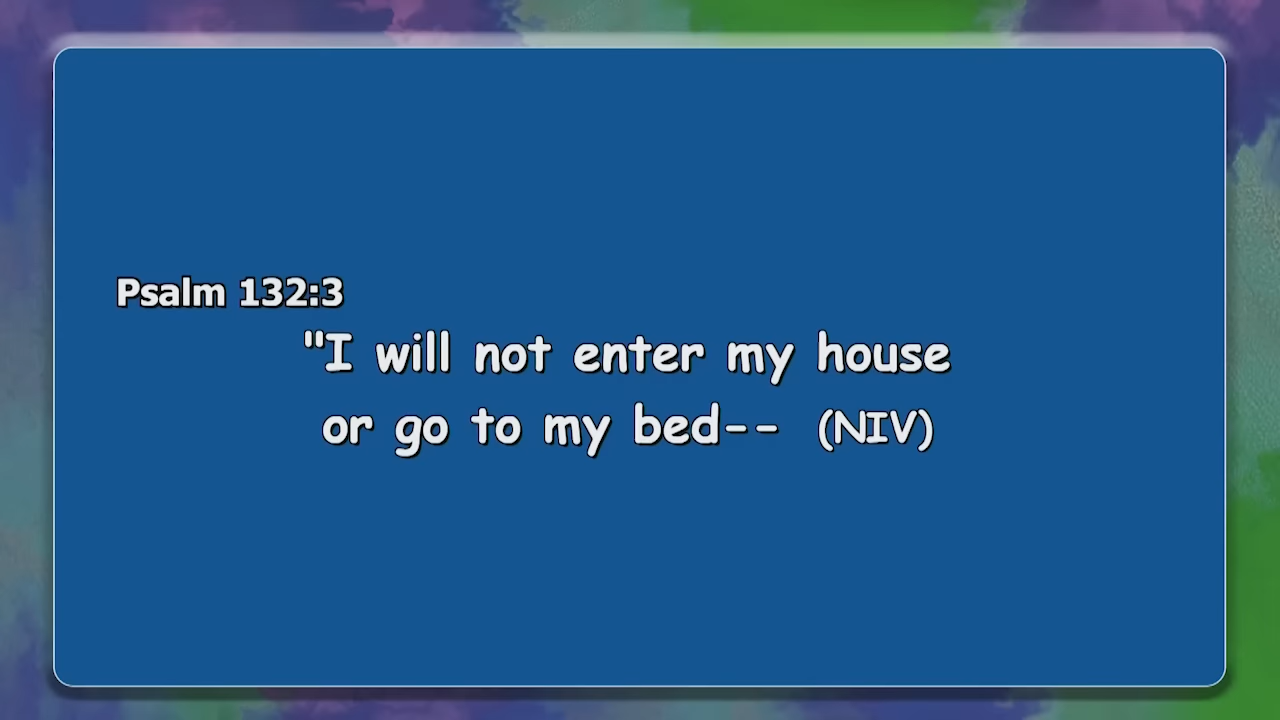 Psalm 132:3
"I will not enter my house
or go to my bed-- (NIV)